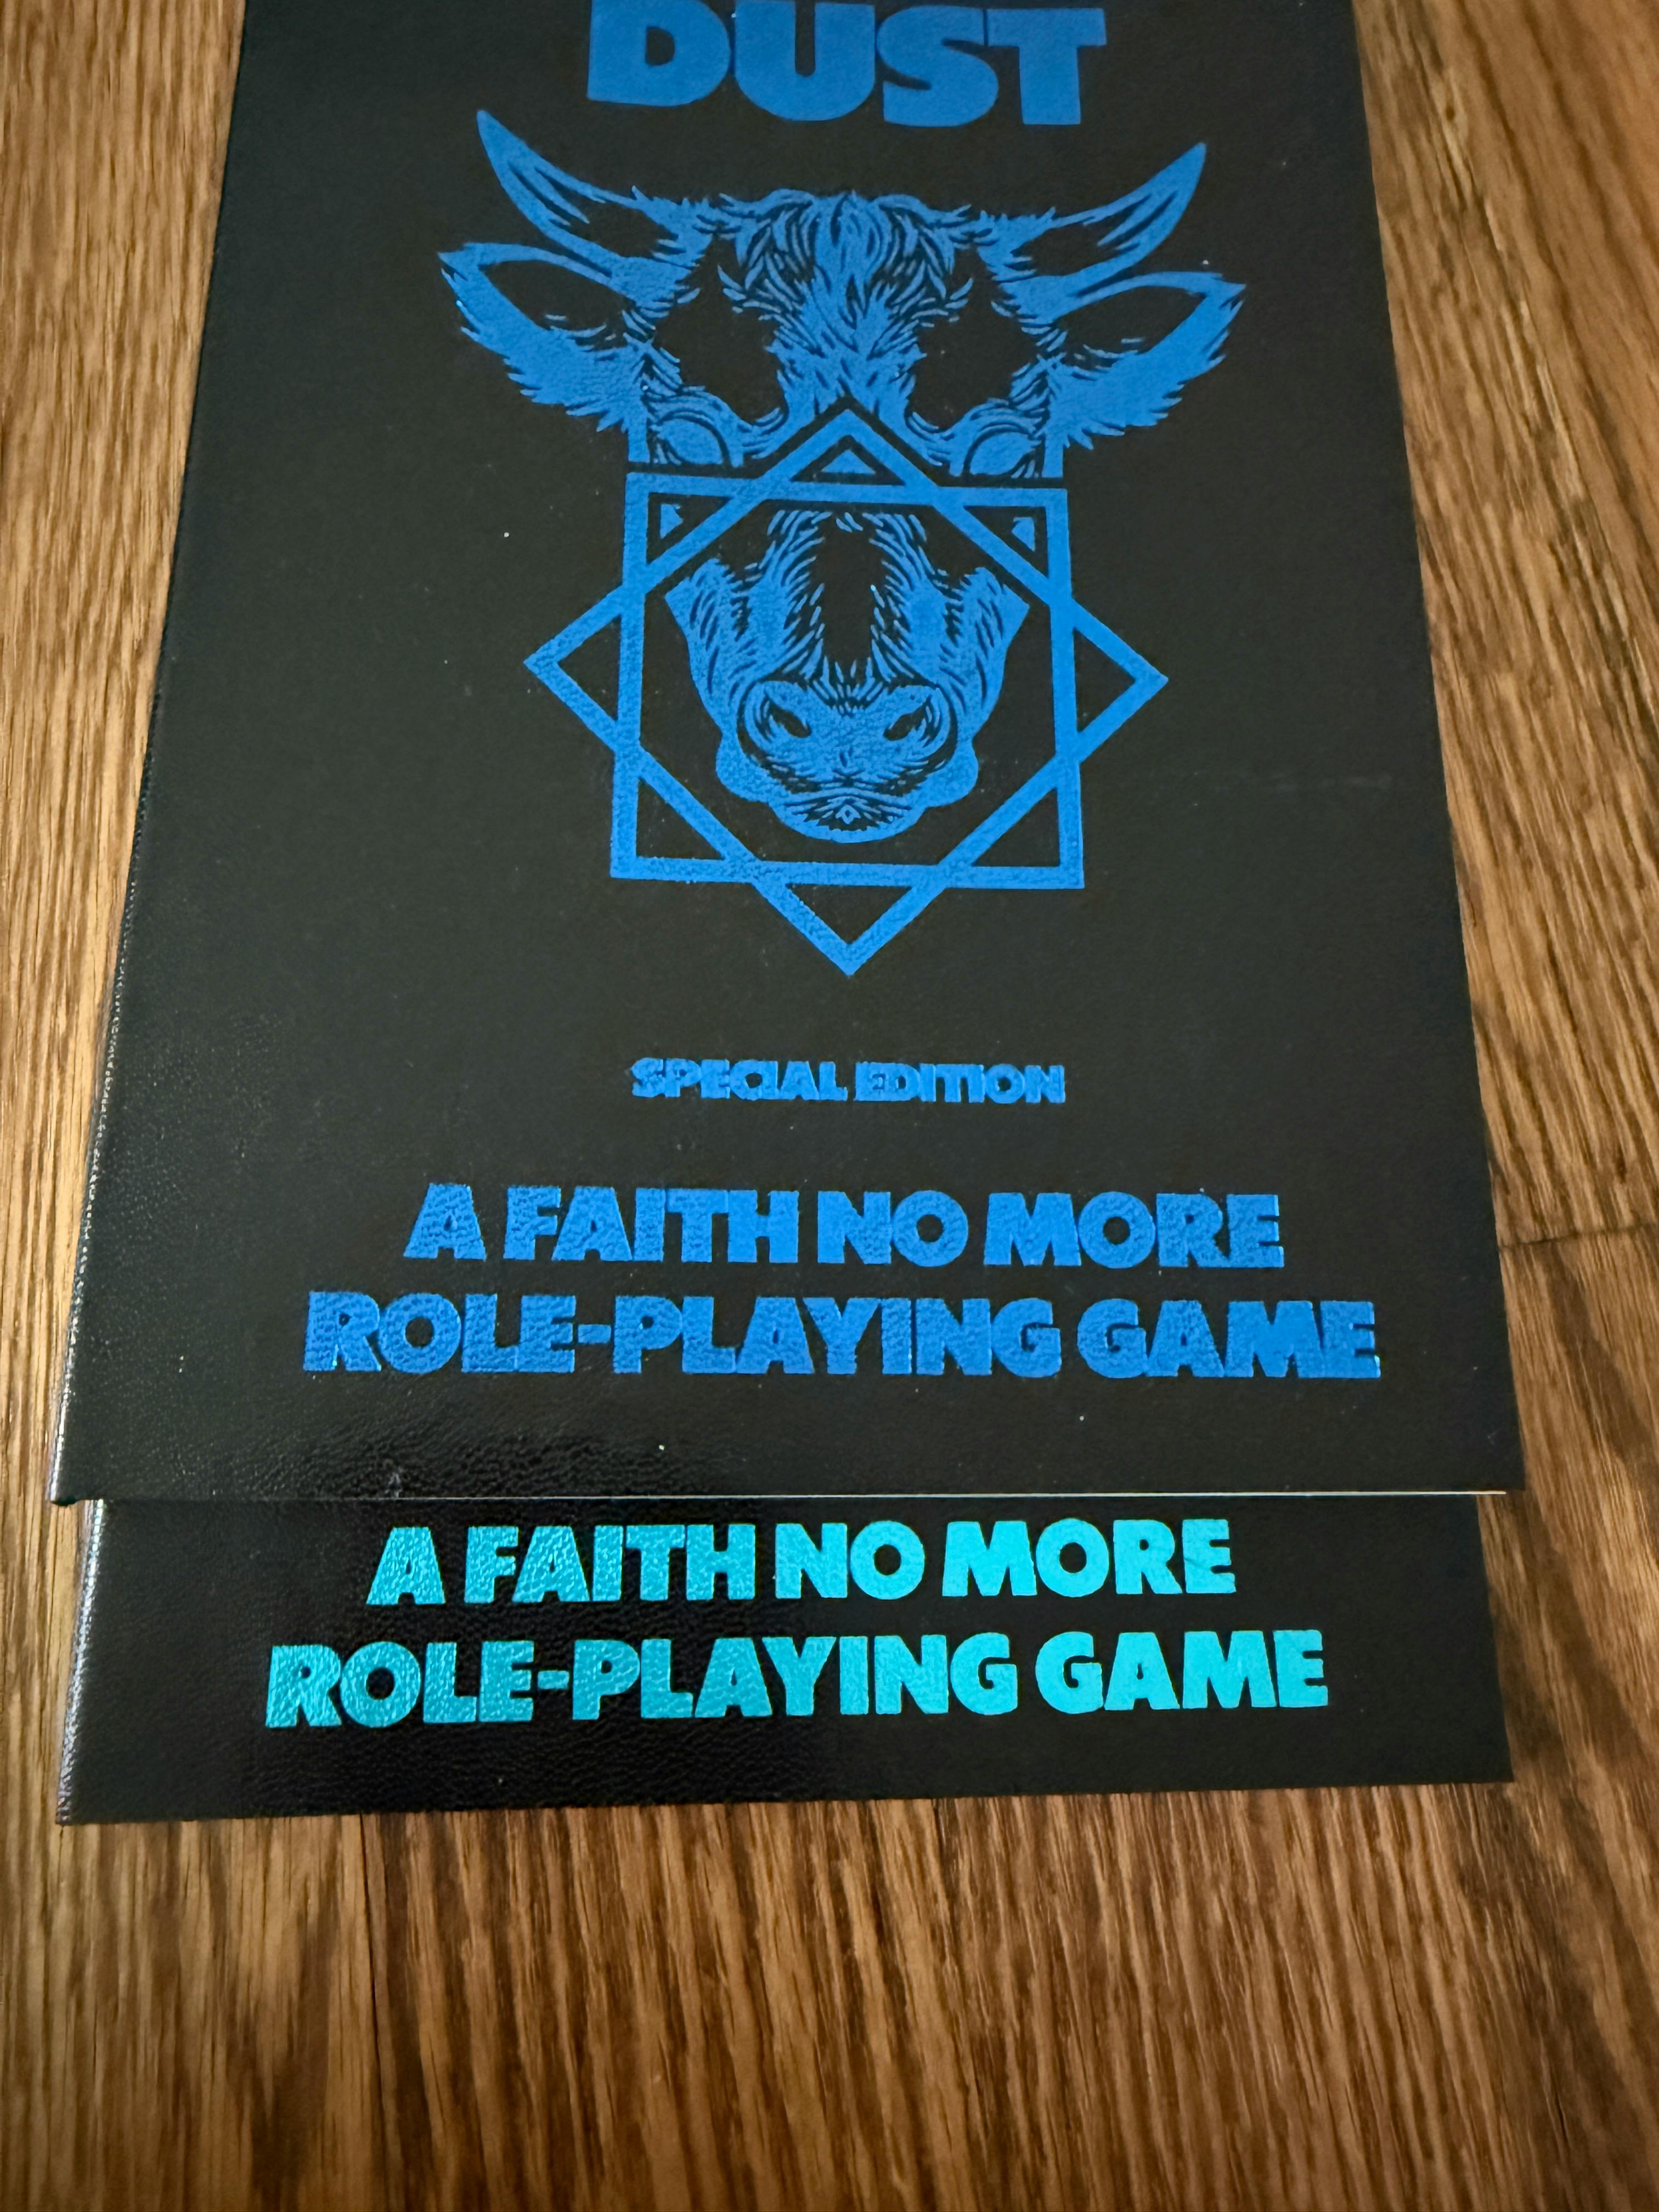 DUST
SPECIAL EDITION
A FAITH NO MORE
ROLE-PLAYING GAME
A FAITH NO MORE
ROLE-PLAYING GAME